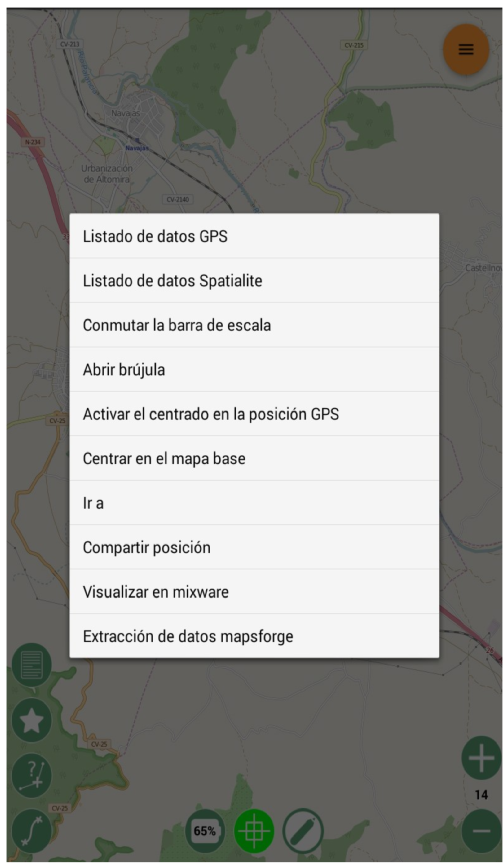 CV-213
CV-215
Navajas
N-234
Navajas
Urbanización
de Altomira
CV-2340
Listado de datos GPS
Listado de datos Spatialite
Castellnov
Conmutar la barra de escala
Abrir brújula
Activar el centrado en la posición GPS
CV-25
Centrar en el mapa base
Ir a
Compartir posición
Visualizar en mixware
Extracción de datos mapsforge
CV-25
14
CV-25
65%